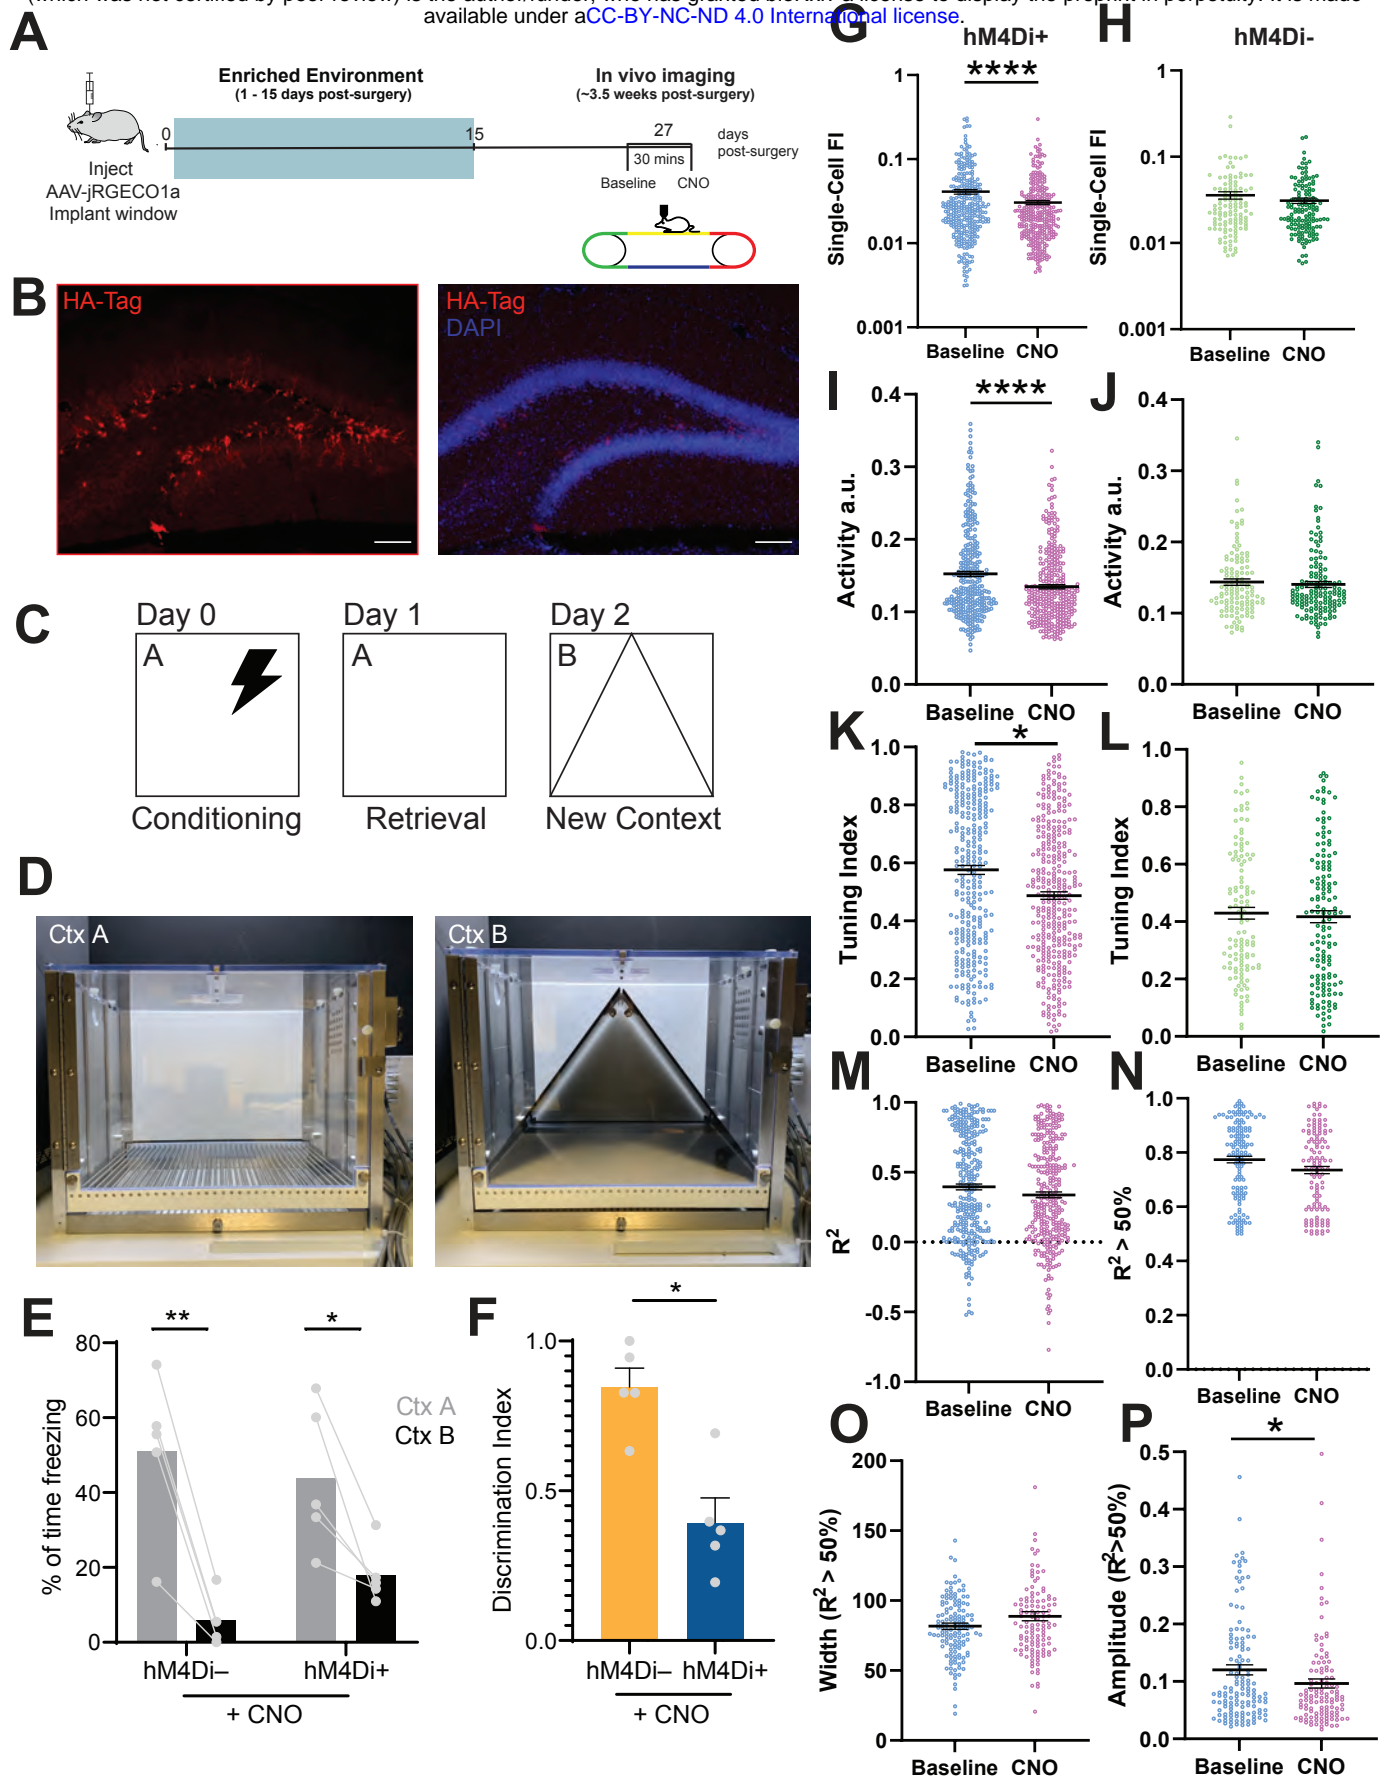 available under aCC-BY-NC-ND 4.0 International license.
A
Enriched Environment
(1 - 15 days post-surgery)
In vivo imaging
(~3.5 weeks post-surgery)
0
15
27
30 mins
days
post-surgery
Baseline
CNO
Inject
AAV-jRGECO1a
Implant window
B
HA-Tag
HA-Tag
DAPI
C
Day 0
Day 1
Day 2
A
A
B
Conditioning
Retrieval
New Context
D
Ctx A
Ctx B
E
**
*
80
60
40
20
0
% of time freezing
Ctx A
Ctx B
hM4Di–
hM4Di+
+ CNO
F
*
1.0
0.5
0.0
Discrimination Index
hM4Di–
hM4Di+
+ CNO
G
hM4Di+
****
1
0.1
0.01
0.001
Single-Cell Fl
Baseline
CNO
H
hM4Di-
1
0.1
0.01
0.001
Single-Cell Fl
Baseline
CNO
I
****
0.4
0.3
0.2
0.1
0.0
Activity a.u.
Baseline
CNO
J
0.4
0.3
0.2
0.1
0.0
Activity a.u.
Baseline
CNO
K
*
1.0
0.8
0.6
0.4
0.2
0.0
Tuning Index
Baseline
CNO
L
1.0
0.8
0.6
0.4
0.2
0.0
Tuning Index
Baseline
CNO
M
1.0
0.5
0.0
-0.5
-1.0
R²
Baseline
CNO
N
1.0
0.8
0.6
0.4
0.2
0.0
R² > 50%
Baseline
CNO
O
200
150
100
50
0
Width (R² > 50%)
Baseline
CNO
P
*
0.5
0.4
0.3
0.2
0.1
0.0
Amplitude (R²>50%)
Baseline
CNO